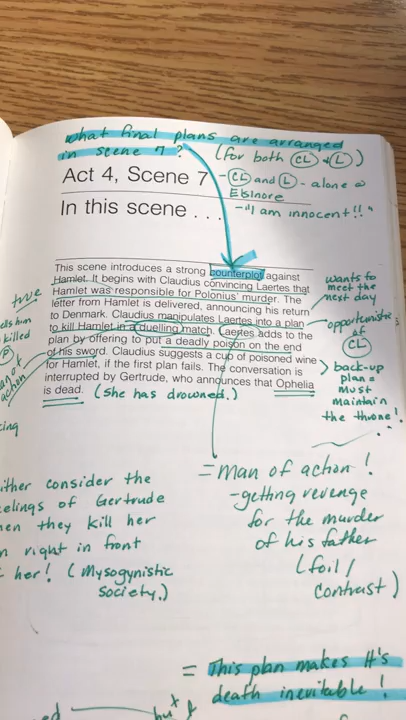 What final plans are arranged
in scene 7?
(for both CL + L)
Act 4, Scene 7
- CL and L - alone @
Elsinore
- "I am innocent!!"
In this scene . . .
This scene introduces a strong counterplot against
Hamlet. It begins with Claudius convincing Laertes that
Hamlet was responsible for Polonius' murder. The
letter from Hamlet is delivered, announcing his return
to Denmark. Claudius manipulates Laertes into a plan
to kill Hamlet in a duelling match. Laertes adds to the
plan by offering to put a deadly poison on the end
of his sword. Claudius suggests a cup of poisoned wine
for Hamlet, if the first plan fails. The conversation is
interrupted by Gertrude, who announces that Ophelia
is dead. (she has drowned.)
true
him
killed
P
man of
action
wants to
meet the
next day
opportunistic
of
CL
back-up
plan =
must
maintain
the throne!
= man of action!
- getting revenge
for the murder
of his father
(foil/
contrast)
consider the
of Gertrude
they kill her
right in front
her! (Mysogynistic
society.)
= This plan makes H's
death inevitable!